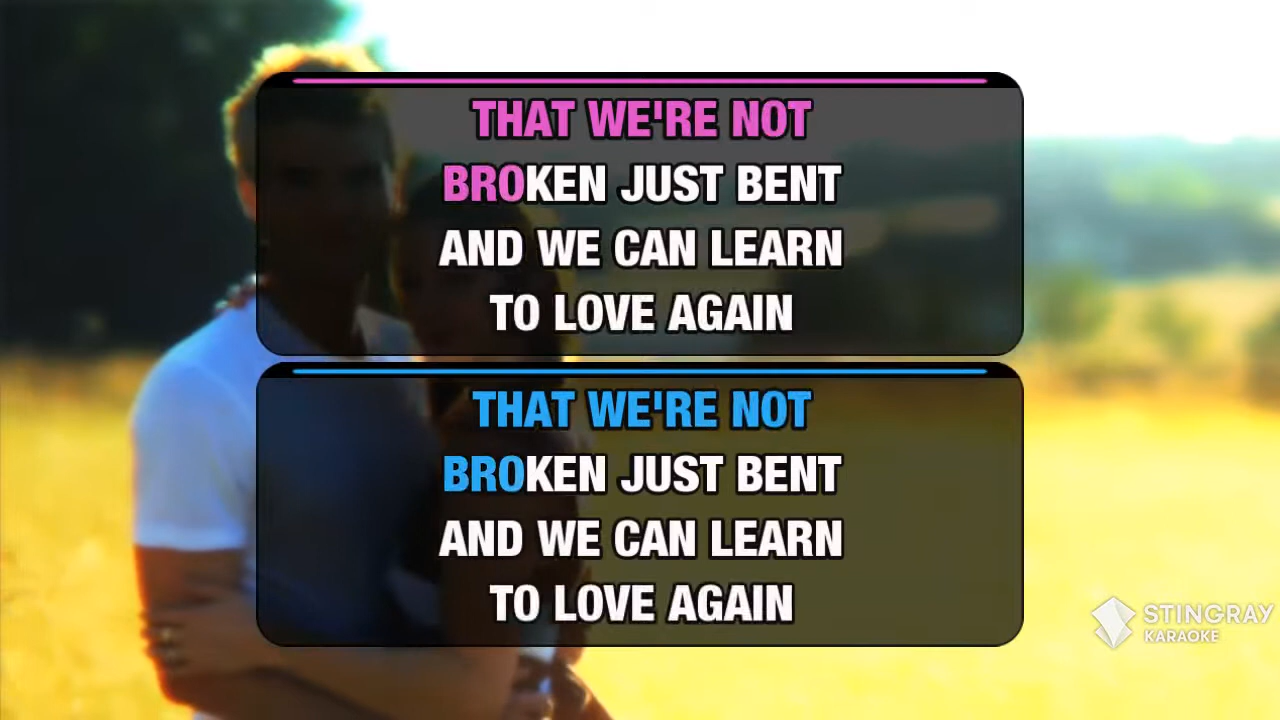 THAT WE'RE NOT
BROKEN JUST BENT
AND WE CAN LEARN
TO LOVE AGAIN
THAT WE'RE NOT
BROKEN JUST BENT
AND WE CAN LEARN
TO LOVE AGAIN
STINGRAY
KARAOKE